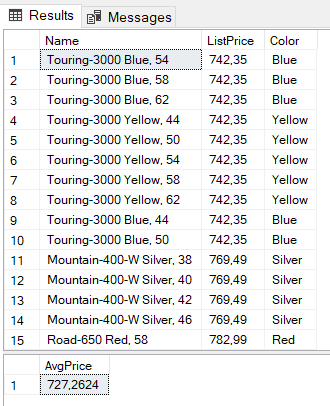 Results Messages
Name ListPrice Color
1 Touring-3000 Blue, 54 742,35 Blue
2 Touring-3000 Blue, 58 742,35 Blue
3 Touring-3000 Blue, 62 742,35 Blue
4 Touring-3000 Yellow, 44 742,35 Yellow
5 Touring-3000 Yellow, 50 742,35 Yellow
6 Touring-3000 Yellow, 54 742,35 Yellow
7 Touring-3000 Yellow, 58 742,35 Yellow
8 Touring-3000 Yellow, 62 742,35 Yellow
9 Touring-3000 Blue, 44 742,35 Blue
10 Touring-3000 Blue, 50 742,35 Blue
11 Mountain-400-W Silver, 38 769,49 Silver
12 Mountain-400-W Silver, 40 769,49 Silver
13 Mountain-400-W Silver, 42 769,49 Silver
14 Mountain-400-W Silver, 46 769,49 Silver
15 Road-650 Red, 58 782,99 Red
AvgPrice
1 727,2624